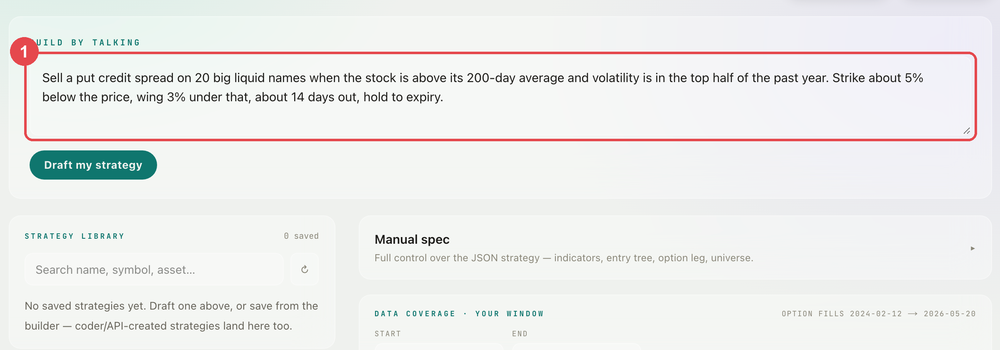 1
UILD BY TALKING
Sell a put credit spread on 20 big liquid names when the stock is above its 200-day average and volatility is in the top half of the past year. Strike about 5%
below the price, wing 3% under that, about 14 days out, hold to expiry.
Draft my strategy
STRATEGY LIBRARY
0 saved
Search name, symbol, asset...
↻
No saved strategies yet. Draft one above, or save from the
builder — coder/API-created strategies land here too.
Manual spec
Full control over the JSON strategy — indicators, entry tree, option leg, universe.
▸
DATA COVERAGE · YOUR WINDOW
OPTION FILLS 2024-02-12 → 2026-05-20
START
END